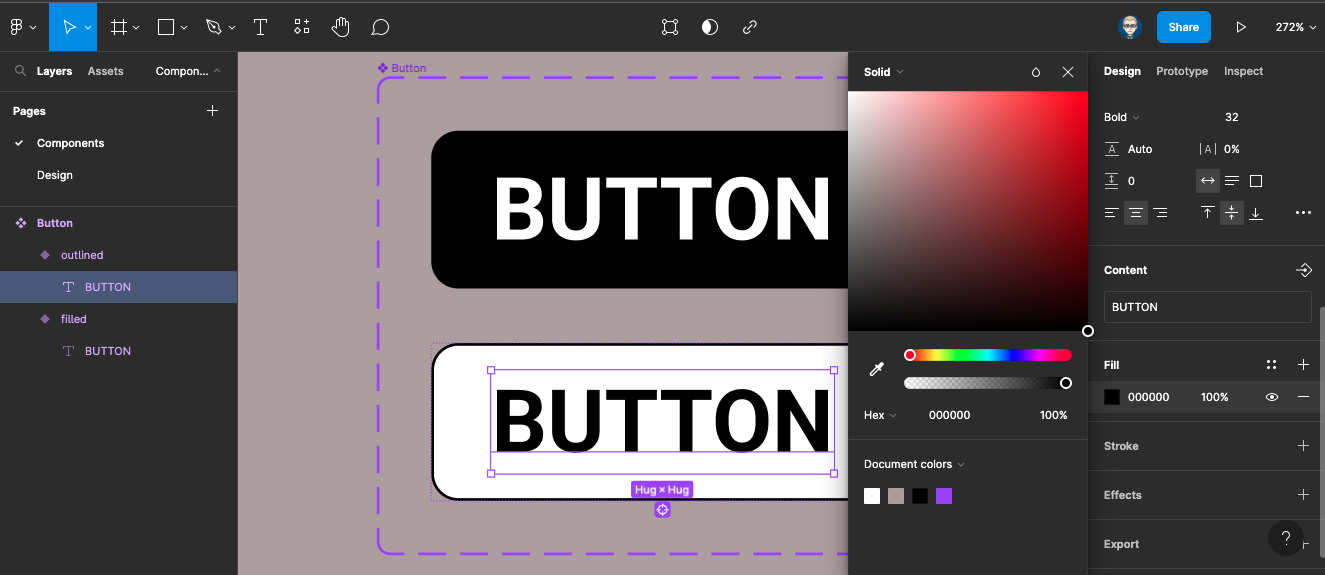 Share
272%
Layers
Assets
Compon...
Pages
Components
Design
Button
outlined
BUTTON
filled
BUTTON
Button
BUTTON
BUTTON
Hug × Hug
Solid
Hex
000000
100%
Document colors
Design
Prototype
Inspect
Bold
32
Auto
0%
0
Content
BUTTON
Fill
000000
100%
Stroke
Effects
Export
?